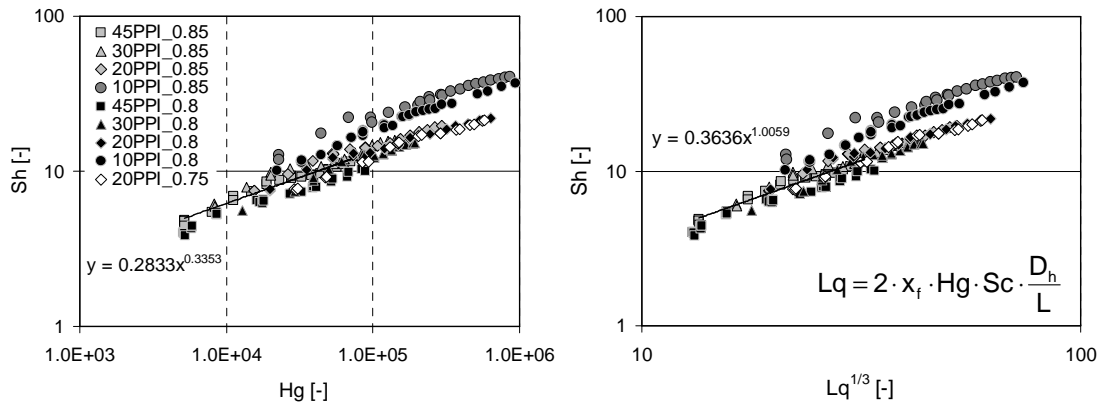 100
10
1
Sh [-]
45PPI_0.85
30PPI_0.85
20PPI_0.85
10PPI_0.85
45PPI_0.8
30PPI_0.8
20PPI_0.8
10PPI_0.8
20PPI_0.75
y = 0.2833x^0.3353
1.0E+03 1.0E+04 1.0E+05 1.0E+06
Hg [-]
100
10
1
Sh [-]
y = 0.3636x^1.0059
Lq = 2 · x_f · Hg · Sc · D_h / L
10 100
Lq^1/3 [-]